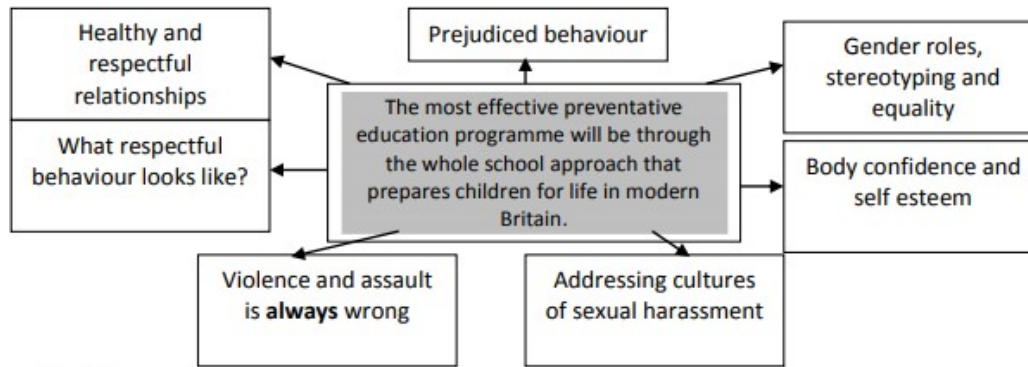 Healthy and
respectful
relationships
Prejudiced behaviour
Gender roles,
stereotyping and
equality
The most effective preventative
education programme will be through
the whole school approach that
prepares children for life in modern
Britain.
What respectful
behaviour looks like?
Body confidence and
self esteem
Violence and assault
is always wrong
Addressing cultures
of sexual harassment